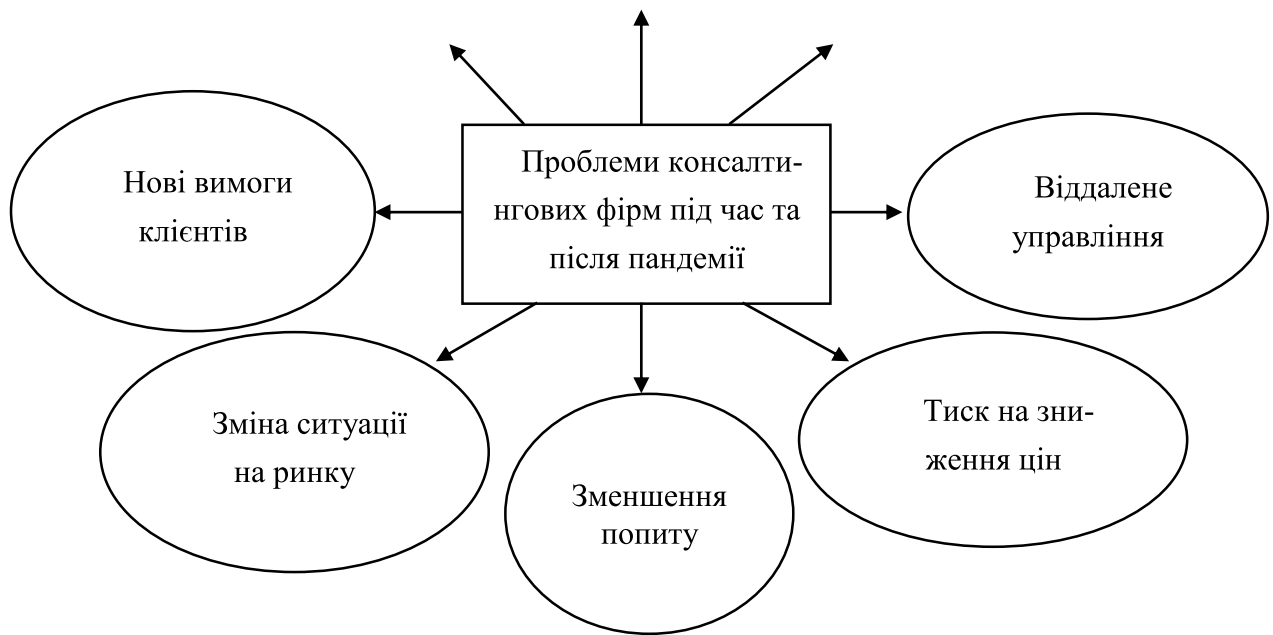 Проблеми консалти-
нгових фірм під час та
після пандемії
Нові вимоги
клієнтів
Віддалене
управління
Зміна ситуації
на ринку
Зменшення
попиту
Тиск на зни-
ження цін